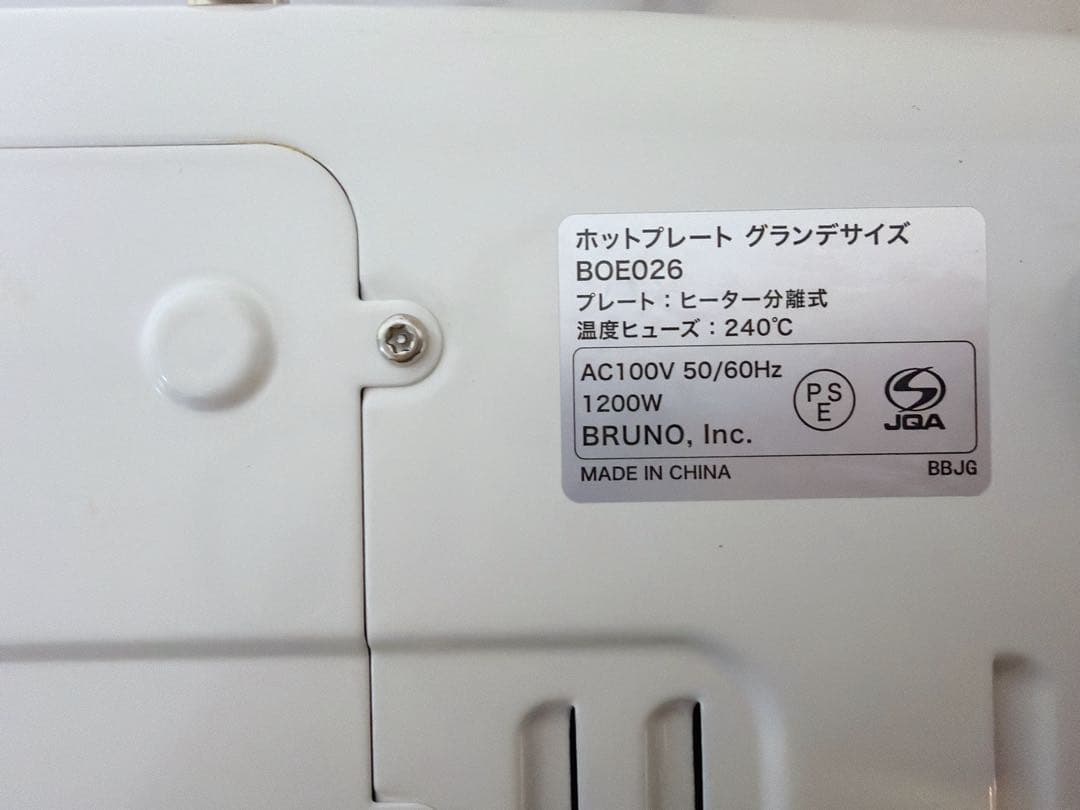 ホットプレート グランデサイズ
BOE026
プレート：ヒーター分離式
温度ヒューズ：240℃
AC100V 50/60Hz
1200W
BRUNO, Inc.
PSE
JQA
MADE IN CHINA
BBJG